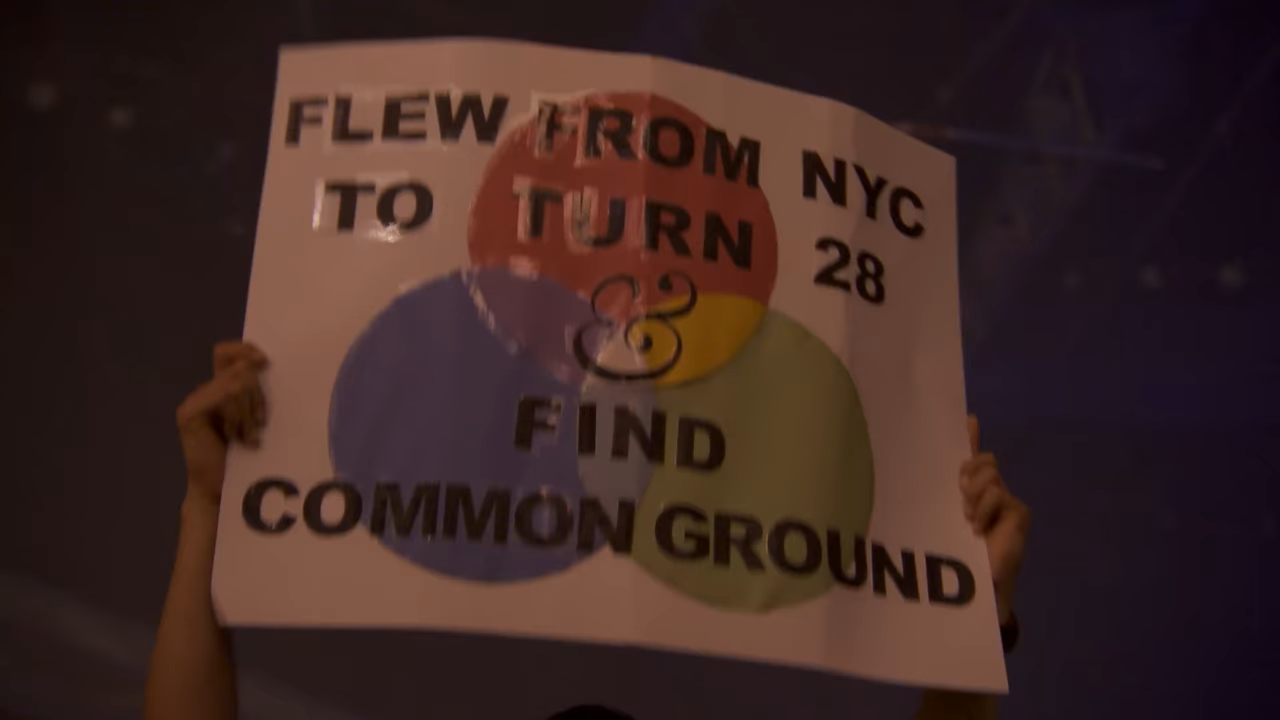 FLEW FROM NYC
TO TURN 28
&
FIND
COMMON GROUND